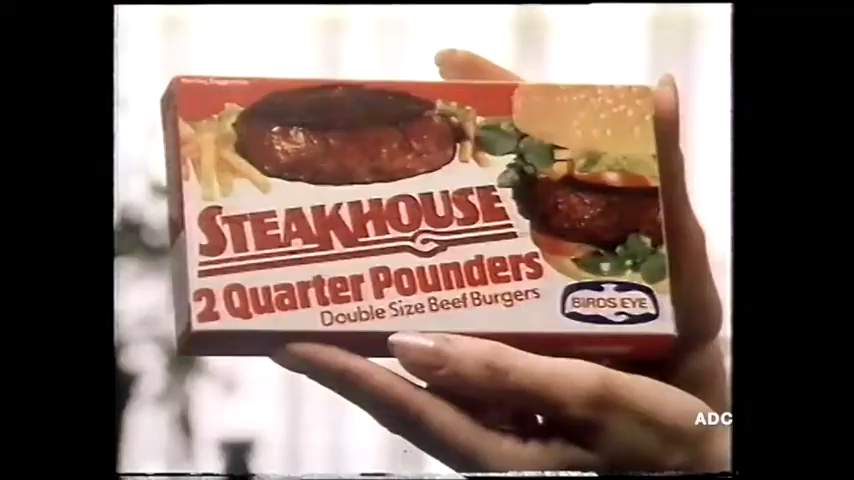 STEAKHOUSE
2 QUARTER POUNDERS
Double Size Beef Burgers
BIRDS EYE
ADC